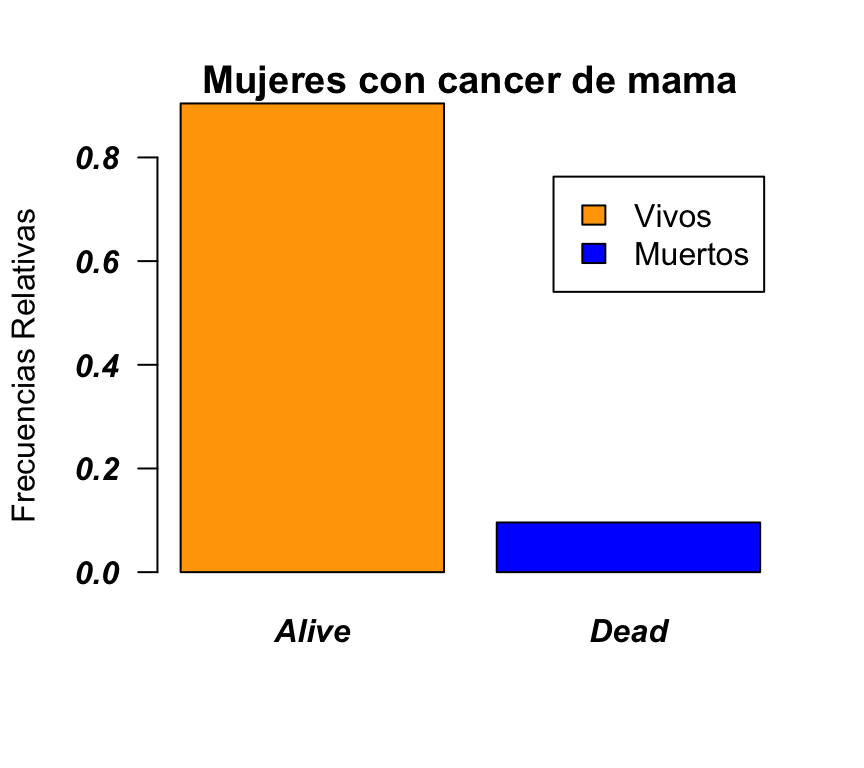 Mujeres con cancer de mama
Frecuencias Relativas
0.8
0.6
0.4
0.2
0.0
Vivos
Muertos
Alive
Dead